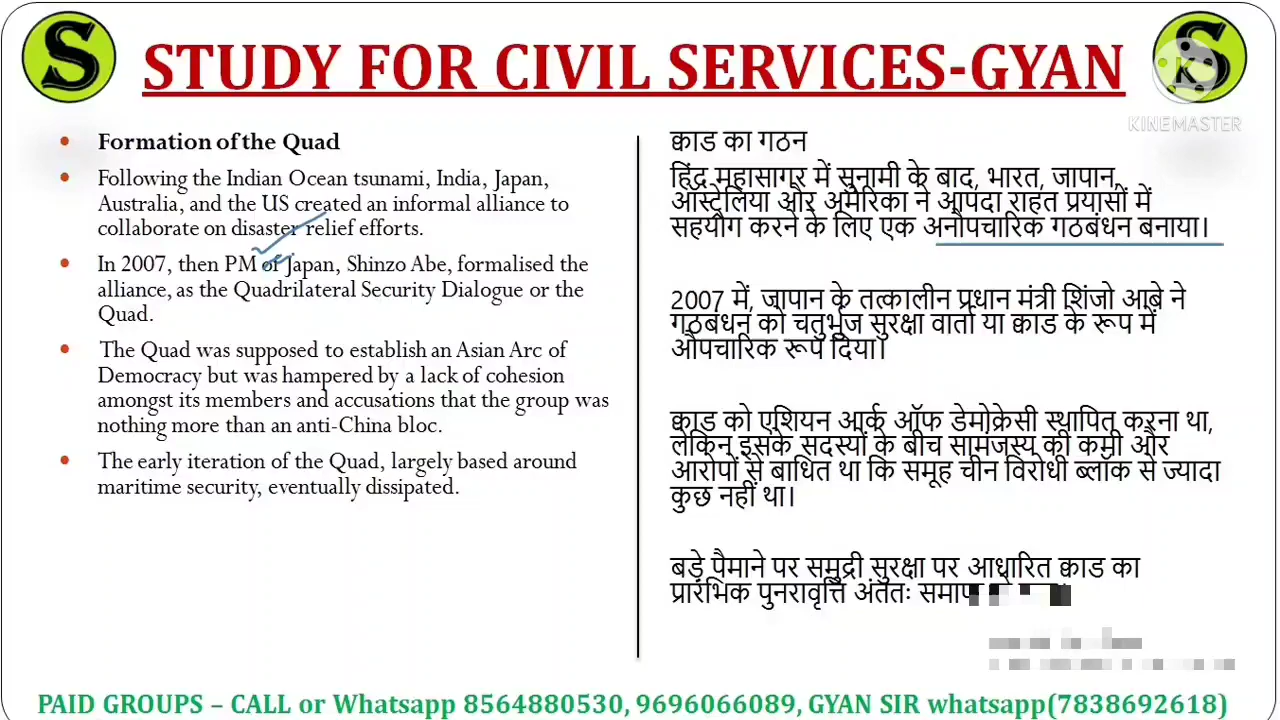 S
STUDY FOR CIVIL SERVICES-GYAN
S
K
KINEMASTER
Formation of the Quad
Following the Indian Ocean tsunami, India, Japan,
Australia, and the US created an informal alliance to
collaborate on disaster relief efforts.
In 2007, then PM of Japan, Shinzo Abe, formalised the
alliance, as the Quadrilateral Security Dialogue or the
Quad.
The Quad was supposed to establish an Asian Arc of
Democracy but was hampered by a lack of cohesion
amongst its members and accusations that the group was
nothing more than an anti-China bloc.
The early iteration of the Quad, largely based around
maritime security, eventually dissipated.
क्वाड का गठन
हिंद महासागर में सुनामी के बाद, भारत, जापान,
ऑस्ट्रेलिया और अमेरिका ने आपदा राहत प्रयासों में
सहयोग करने के लिए एक अनौपचारिक गठबंधन बनाया।
2007 में, जापान के तत्कालीन प्रधान मंत्री शिंजो आबे ने
गठबंधन को चतुर्भुज सुरक्षा वार्ता या क्वाड के रूप में
औपचारिक रूप दिया।
क्वाड को एशियन आर्क ऑफ डेमोक्रेसी स्थापित करना था,
लेकिन इसके सदस्यों के बीच सामंजस्य की कमी और
आरोपों से बाधित था कि समूह चीन विरोधी ब्लॉक से ज्यादा
कुछ नहीं था।
बड़े पैमाने पर समुद्री सुरक्षा पर आधारित क्वाड का
प्रारंभिक पुनरावृत्ति अंततः
PAID GROUPS – CALL or Whatsapp 8564880530, 9696066089, GYAN SIR whatsapp(7838692618)